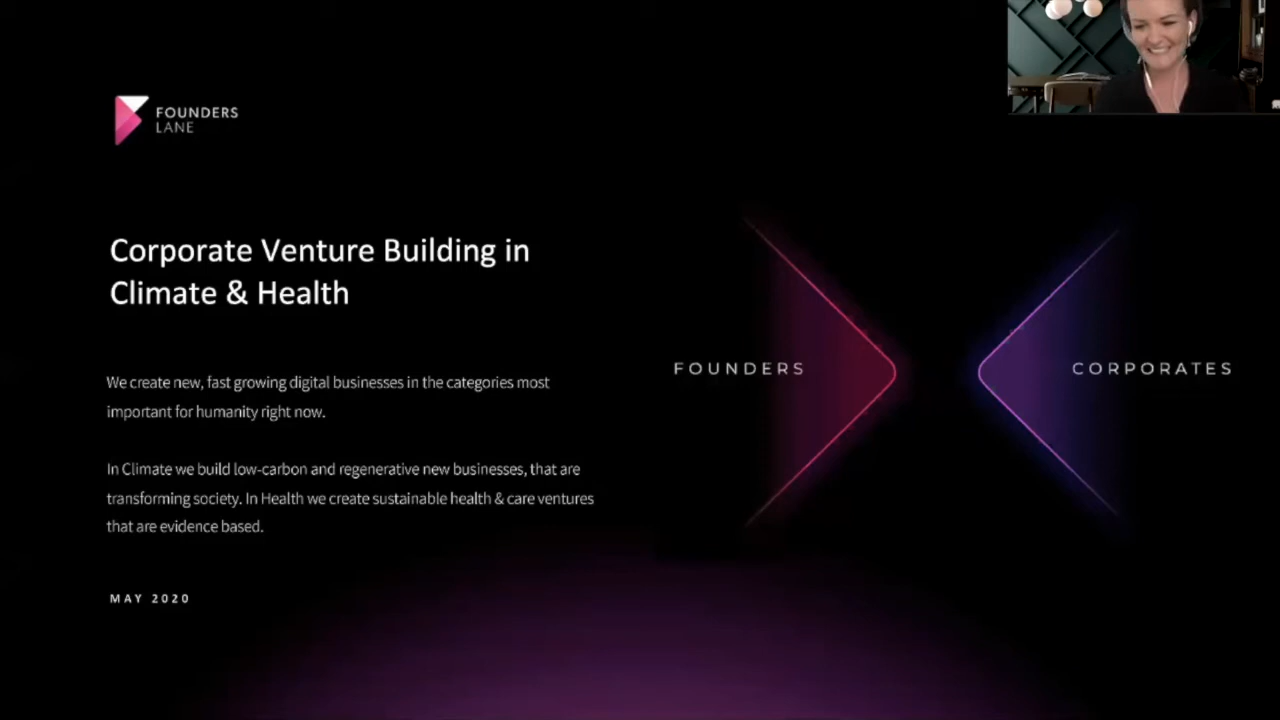 FOUNDERS
LANE
Corporate Venture Building in
Climate & Health
We create new, fast growing digital businesses in the categories most
important for humanity right now.
In Climate we build low-carbon and regenerative new businesses, that are
transforming society. In Health we create sustainable health & care ventures
that are evidence based.
MAY 2020
FOUNDERS
CORPORATES